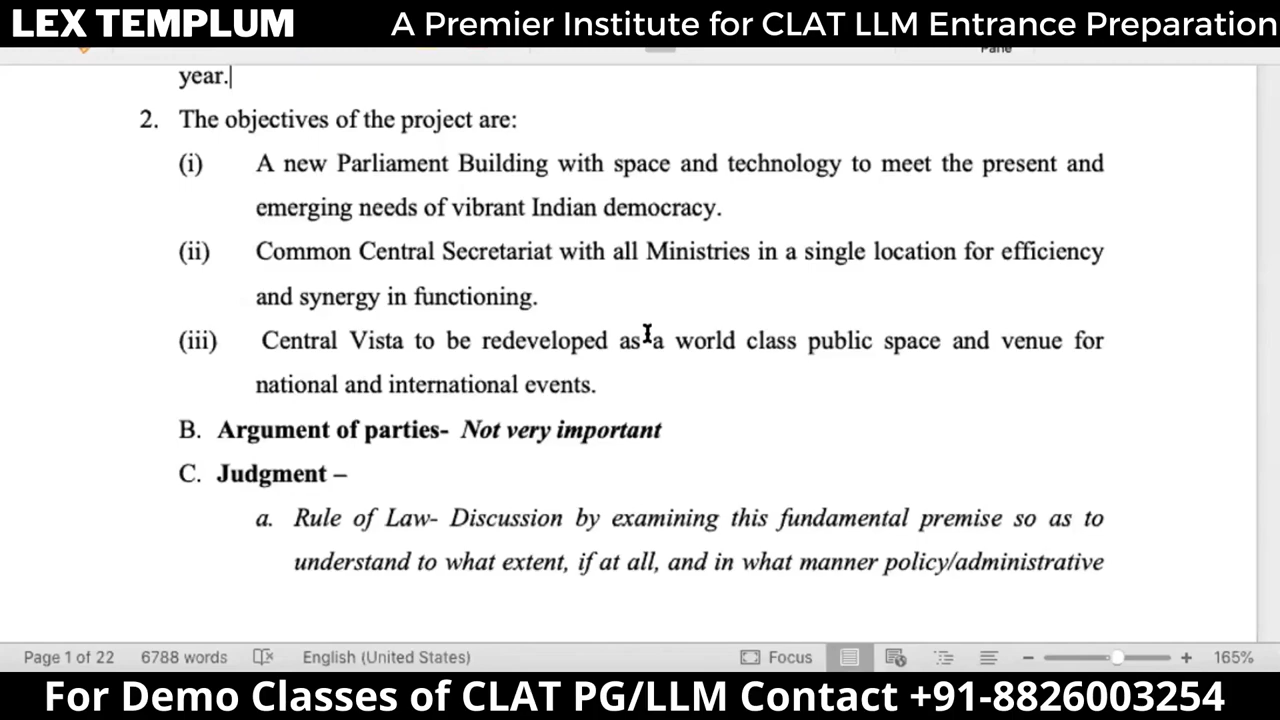 LEX TEMPLUM A Premier Institute for CLAT LLM Entrance Preparation
Pane
year.
2. The objectives of the project are:
(i) A new Parliament Building with space and technology to meet the present and
emerging needs of vibrant Indian democracy.
(ii) Common Central Secretariat with all Ministries in a single location for efficiency
and synergy in functioning.
(iii) Central Vista to be redeveloped as a world class public space and venue for
national and international events.
B. Argument of parties- Not very important
C. Judgment –
a. Rule of Law- Discussion by examining this fundamental premise so as to
understand to what extent, if at all, and in what manner policy/administrative
Page 1 of 22 6788 words English (United States) Focus 165%
For Demo Classes of CLAT PG/LLM Contact +91-8826003254